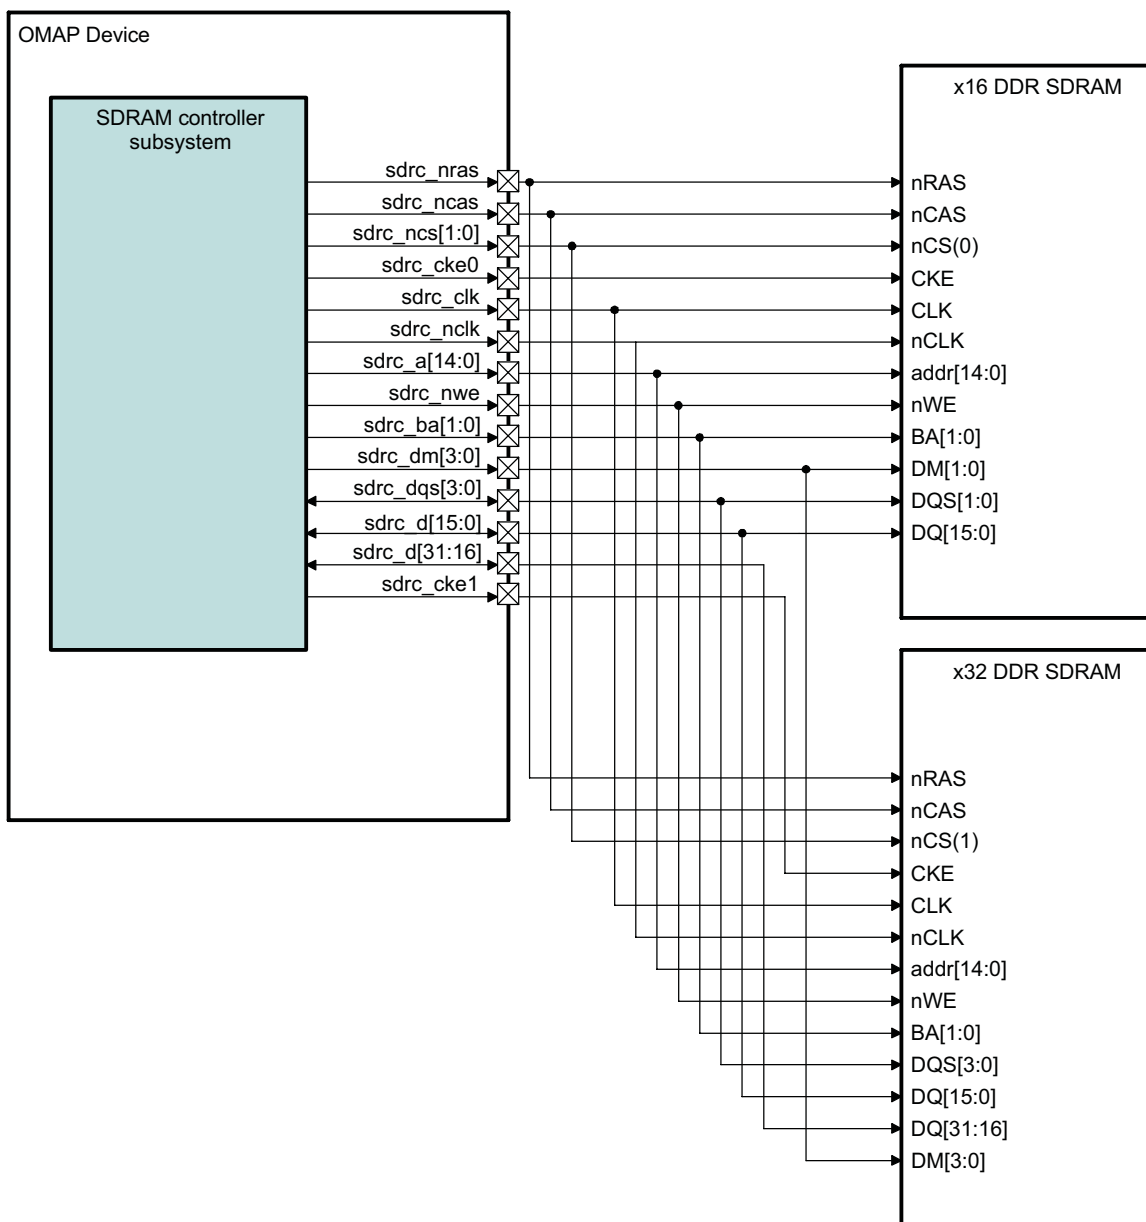 OMAP Device
SDRAM controller
subsystem
sdrc_nras
sdrc_ncas
sdrc_ncs[1:0]
sdrc_cke0
sdrc_clk
sdrc_nclk
sdrc_a[14:0]
sdrc_nwe
sdrc_ba[1:0]
sdrc_dm[3:0]
sdrc_dqs[3:0]
sdrc_d[15:0]
sdrc_d[31:16]
sdrc_cke1
x16 DDR SDRAM
nRAS
nCAS
nCS(0)
CKE
CLK
nCLK
addr[14:0]
nWE
BA[1:0]
DM[1:0]
DQS[1:0]
DQ[15:0]
x32 DDR SDRAM
nRAS
nCAS
nCS(1)
CKE
CLK
nCLK
addr[14:0]
nWE
BA[1:0]
DQS[3:0]
DQ[15:0]
DQ[31:16]
DM[3:0]